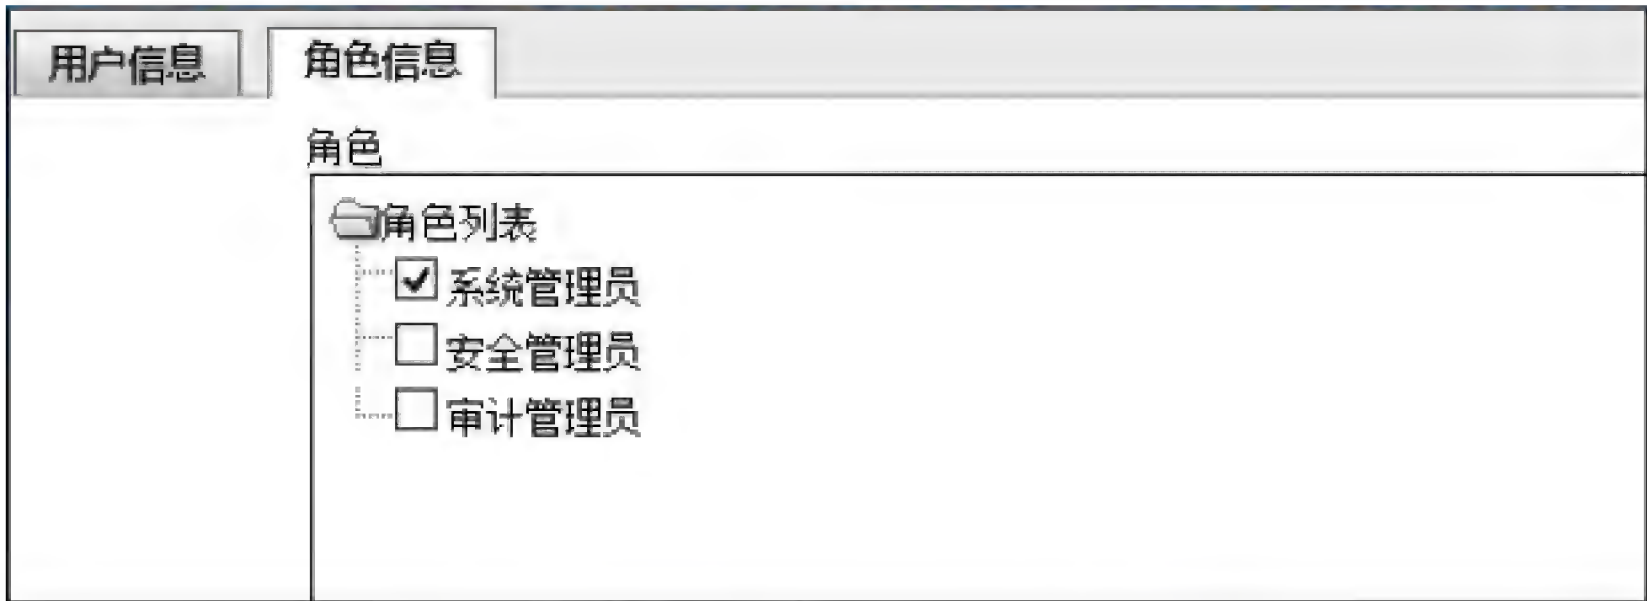 用户信息 角色信息
角色
角色列表
系统管理员
安全管理员
审计管理员